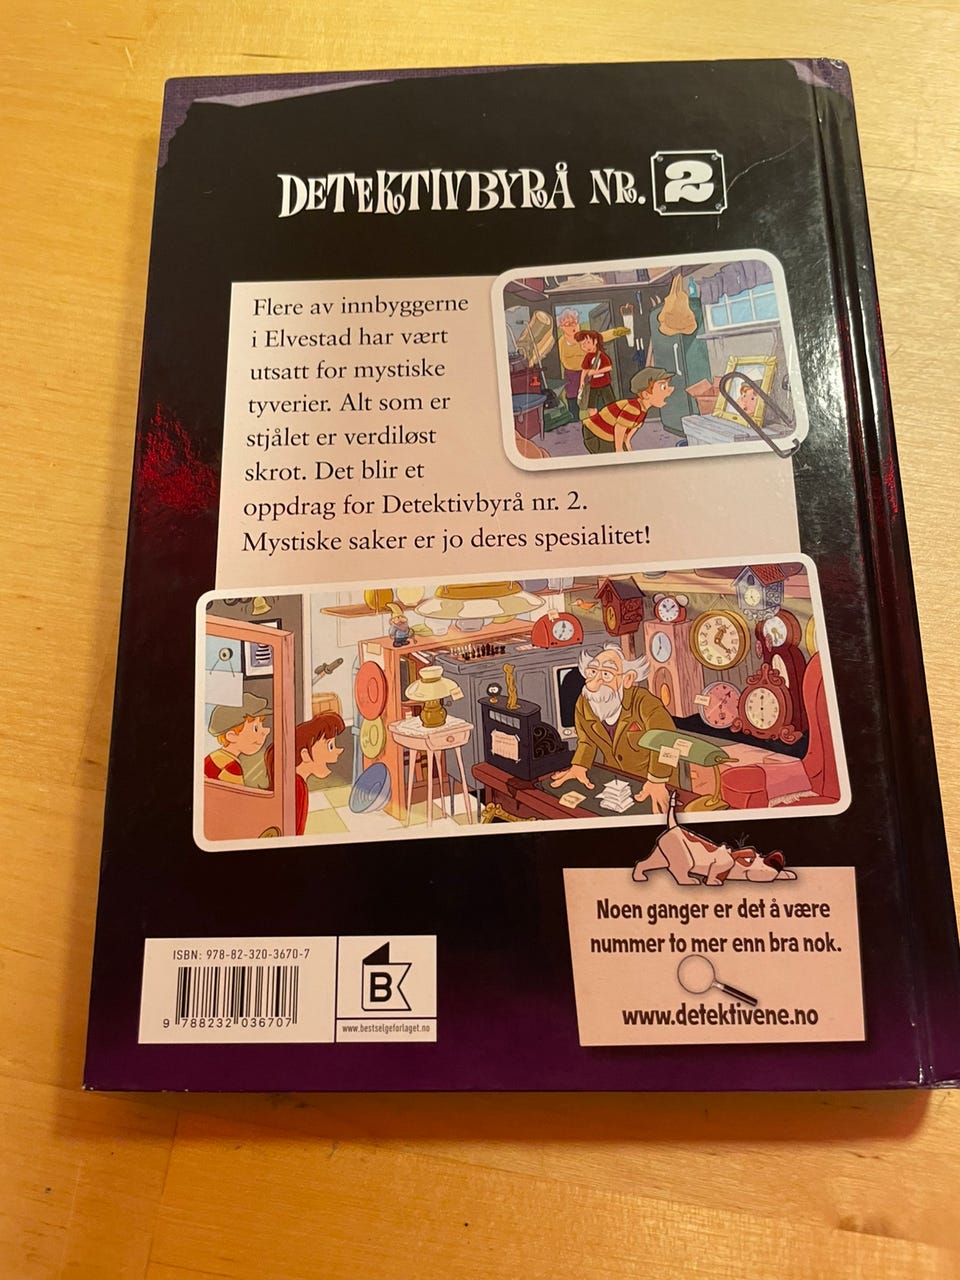 DETEKTIVBYRÅ NR. 2
Flere av innbyggerne
i Elvestad har vært
utsatt for mystiske
tyverier. Alt som er
stjålet er verdiløst
skrot. Det blir et
oppdrag for Detektivbyrå nr. 2.
Mystiske saker er jo deres spesialitet!
Noen ganger er det å være
nummer to mer enn bra nok.
www.detektivene.no
ISBN: 978-82-320-3670-7
9 788232 036707
B
www.bestselgerforlaget.no